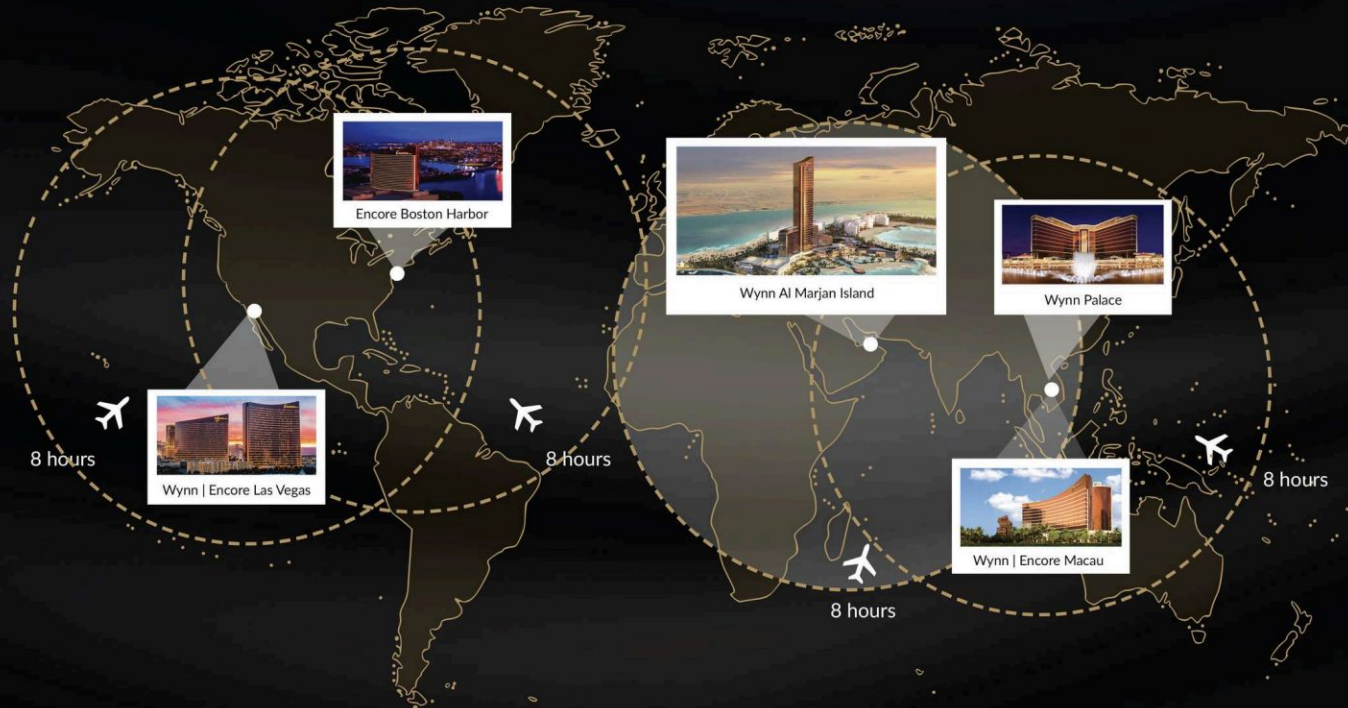 Encore Boston Harbor
Wynn Al Marjan Island
Wynn Palace
8 hours
Wynn | Encore Las Vegas
8 hours
8 hours
Wynn | Encore Macau
8 hours